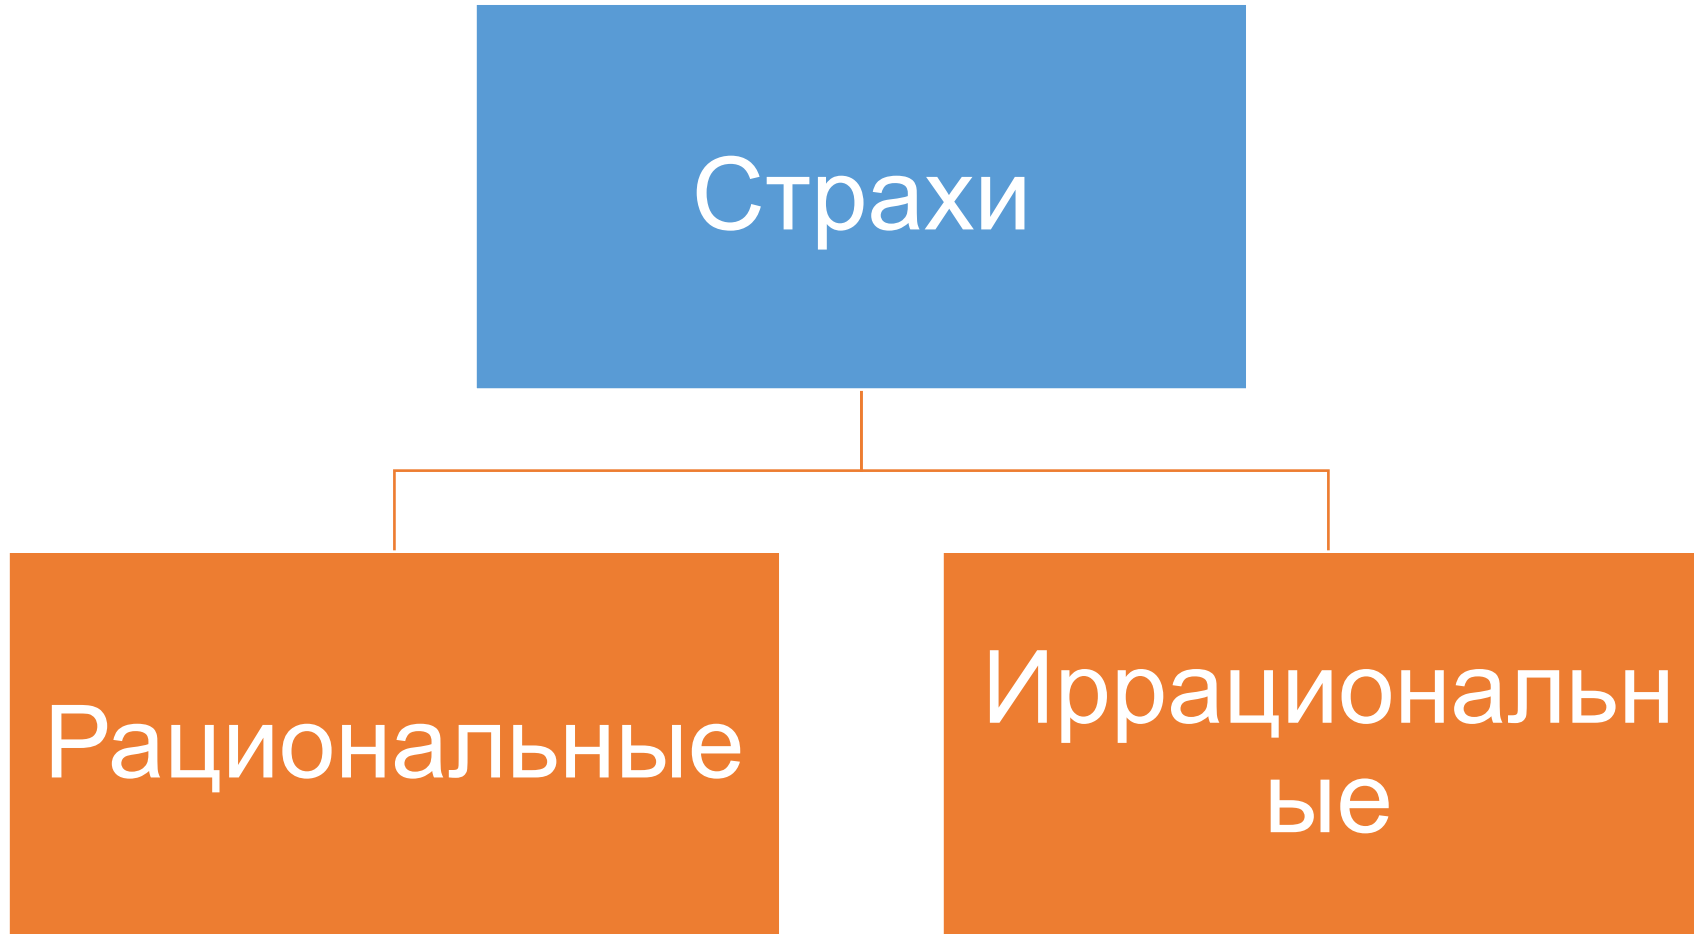 Страхи
Рациональные
Иррациональн
ые